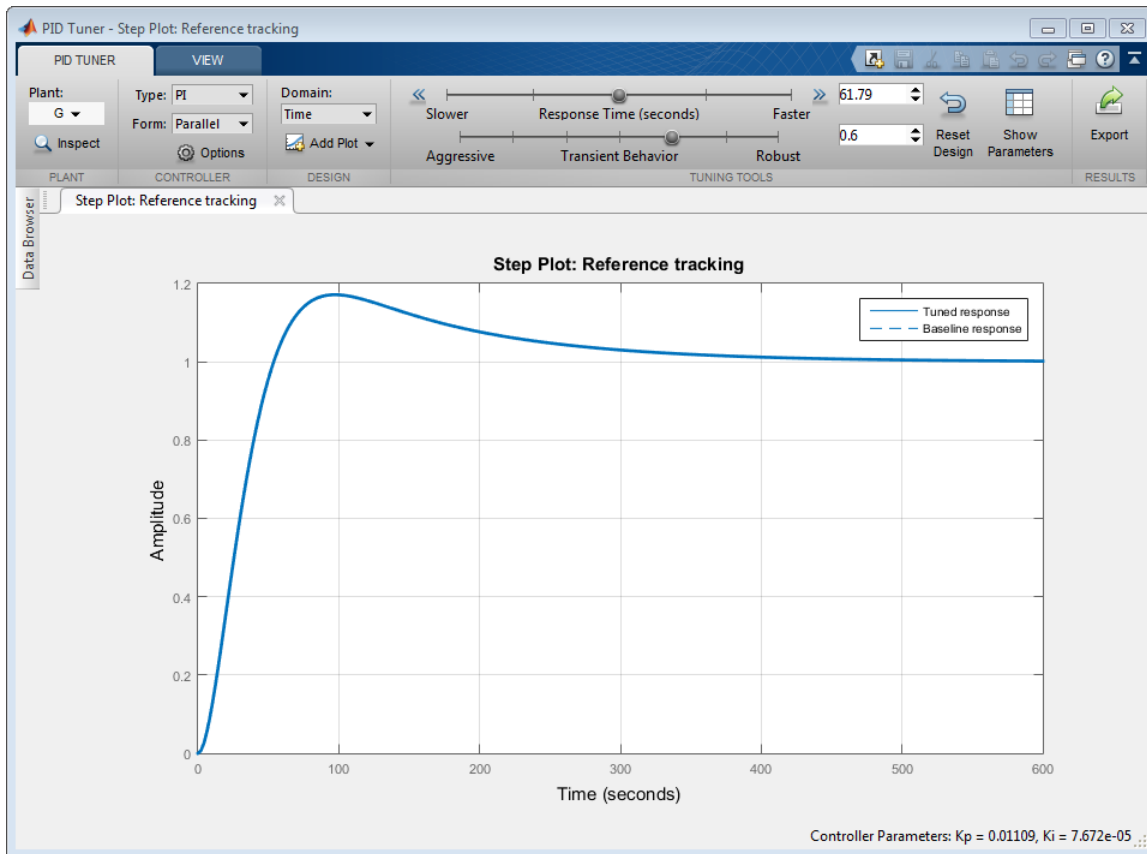 PID Tuner - Step Plot: Reference tracking
PID TUNER
VIEW
Plant:
G
Inspect
PLANT
Type: PI
Form: Parallel
Options
CONTROLLER
Domain:
Time
Add Plot
DESIGN
Slower Response Time (seconds) Faster
61.79
Aggressive Transient Behavior Robust
0.6
Reset
Design
Show
Parameters
TUNING TOOLS
Export
RESULTS
Data Browser
Step Plot: Reference tracking
Step Plot: Reference tracking
Tuned response
Baseline response
1.2
1
0.8
0.6
0.4
0.2
0
Amplitude
0 100 200 300 400 500 600
Time (seconds)
Controller Parameters: Kp = 0.01109, Ki = 7.672e-05